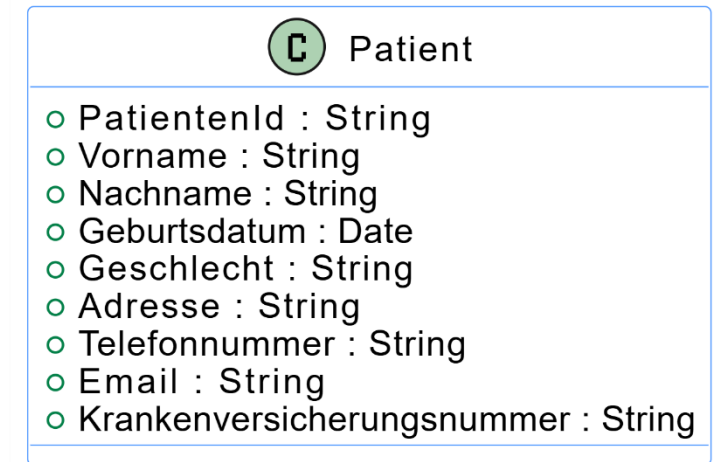 C Patient
PatientenId : String
Vorname : String
Nachname : String
Geburtsdatum : Date
Geschlecht : String
Adresse : String
Telefonnummer : String
Email : String
Krankenversicherungsnummer : String